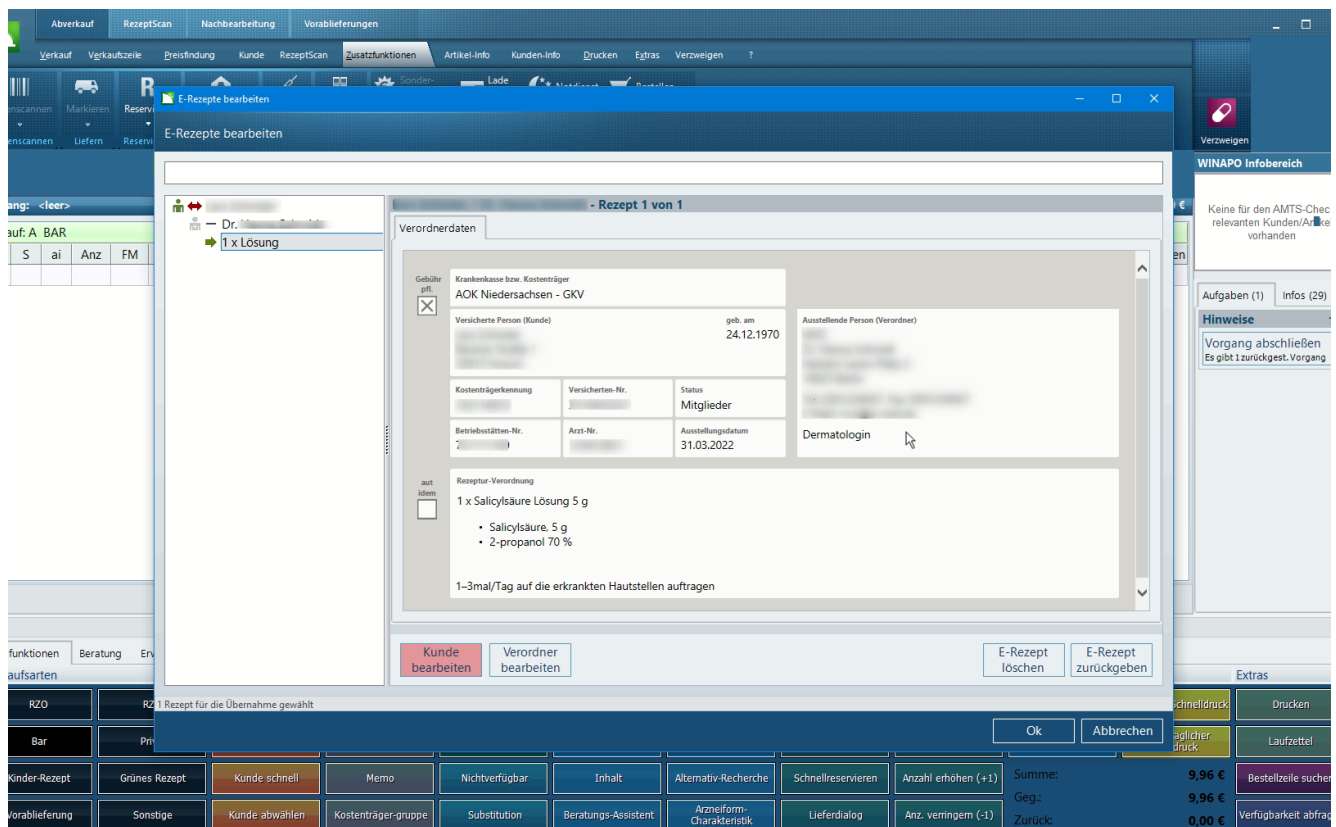 Abverkauf RezeptScan Nachbearbeitung Vorablieferungen
Verkauf Verkaufszeile Preisfindung Kunde RezeptScan Zusatzfunktionen Artikel-Info Kunden-Info Drucken Extras Verzweigen ?
Sonder-
Lade
Markieren
Liefern
Verzweigen
E-Rezepte bearbeiten
E-Rezepte bearbeiten
WINAPO Infobereich
Keine für den AMTS-Chec
relevanten Kunden/Artike
vorhanden
Aufgaben (1) Infos (29)
Hinweise
Vorgang abschließen
Es gibt 1 zurückgest. Vorgang
ang: <leer>
auf: A BAR
S ai Anz FM
Dr.
1 x Lösung
- Rezept 1 von 1
Verordnerdaten
Gebühr
pfl.
Krankenkasse bzw. Kostenträger
AOK Niedersachsen - GKV
Versicherte Person (Kunde) geb. am
24.12.1970
Ausstellende Person (Verordner)
Dermatologin
Kostenträgerkennung Versicherten-Nr. Status
Mitglieder
Betriebsstätten-Nr. Arzt-Nr. Ausstellungsdatum
31.03.2022
aut
idem
Rezeptur-Verordnung
1 x Salicylsäure Lösung 5 g
• Salicylsäure, 5 g
• 2-propanol 70 %
1–3mal/Tag auf die erkrankten Hautstellen auftragen
Kunde
bearbeiten
Verordner
bearbeiten
E-Rezept
löschen
E-Rezept
zurückgeben
1 Rezept für die Übernahme gewählt
Ok Abbrechen
funktionen Beratung
aufsarten
Extras
RZO
Drucken
Bar
Laufzettel
Kinder-Rezept Grünes Rezept Kunde schnell Memo Nichtverfügbar Inhalt Alternativ-Recherche Schnellreservieren Anzahl erhöhen (+1) Summe: 9,96 € Bestellzeile suchen
Geg.: 9,96 €
Vorablieferung Sonstige Kunde abwählen Kostenträger-gruppe Substitution Beratungs-Assistent Arzneiform-Charakteristik Lieferdialog Anz. verringern (-1) Zurück: 0,00 € Verfügbarkeit abfrag